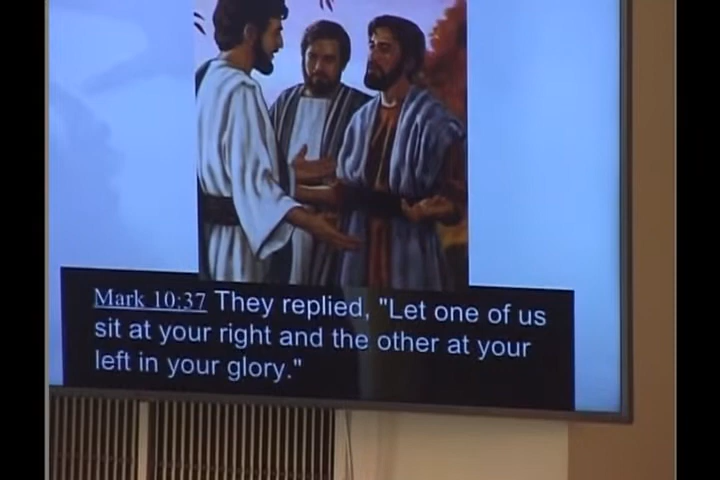 Mark 10:37 They replied, "Let one of us
sit at your right and the other at your
left in your glory."